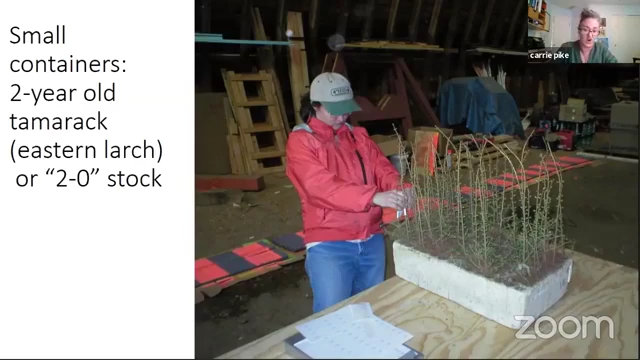 Small
containers:
2-year old
tamarack
(eastern larch)
or “2-0” stock
carrie pike
zoom